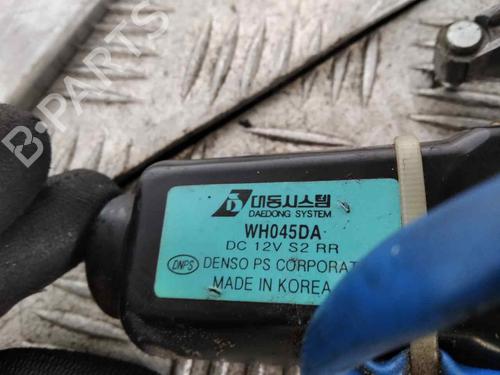 B-PARTS
대동시스템
DAEDONG SYSTEM
WH045DA
DC 12V S2 RR
DNPS DENSO PS CORPORAT
MADE IN KOREA